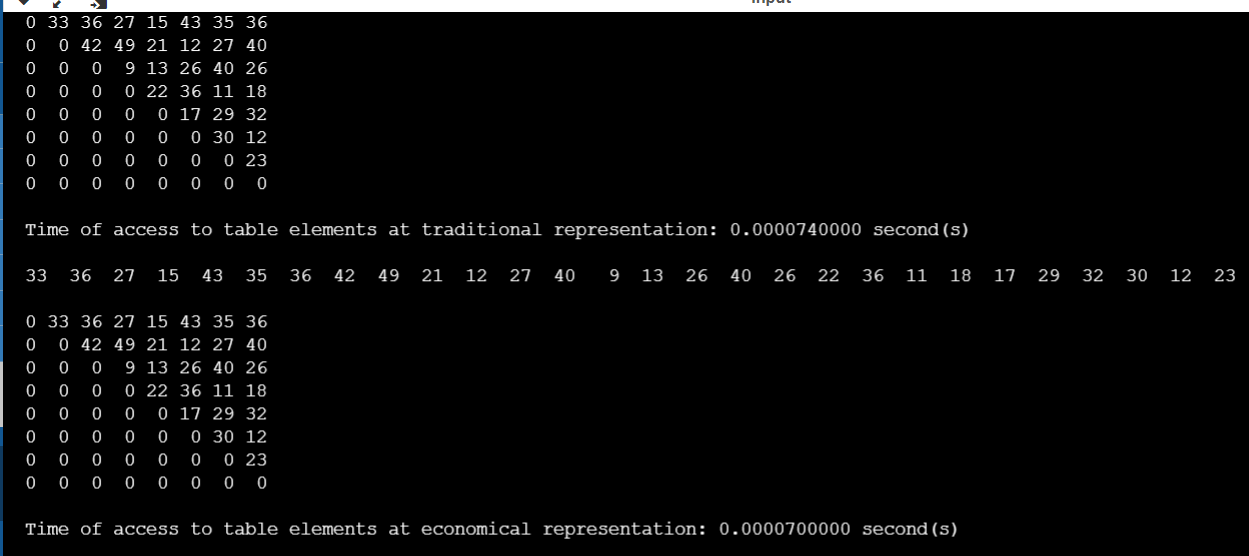 input
0 33 36 27 15 43 35 36
0 0 42 49 21 12 27 40
0 0 0 9 13 26 40 26
0 0 0 0 22 36 11 18
0 0 0 0 0 17 29 32
0 0 0 0 0 0 30 12
0 0 0 0 0 0 0 23
0 0 0 0 0 0 0 0
Time of access to table elements at traditional representation: 0.0000740000 second(s)
33 36 27 15 43 35 36 42 49 21 12 27 40 9 13 26 40 26 22 36 11 18 17 29 32 30 12 23
0 33 36 27 15 43 35 36
0 0 42 49 21 12 27 40
0 0 0 9 13 26 40 26
0 0 0 0 22 36 11 18
0 0 0 0 0 17 29 32
0 0 0 0 0 0 30 12
0 0 0 0 0 0 0 23
0 0 0 0 0 0 0 0
Time of access to table elements at economical representation: 0.0000700000 second(s)